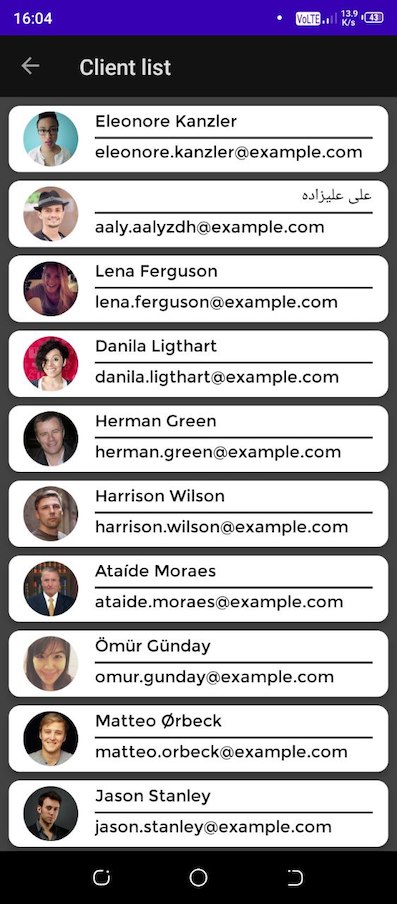 16:04
VoLTE 13.9 K/s 43
Client list
Eleonore Kanzler
eleonore.kanzler@example.com
علی علیزاده
aaly.aalyzdh@example.com
Lena Ferguson
lena.ferguson@example.com
Danila Ligthart
danila.ligthart@example.com
Herman Green
herman.green@example.com
Harrison Wilson
harrison.wilson@example.com
Ataíde Moraes
ataide.moraes@example.com
Ömür Günday
omur.gunday@example.com
Matteo Ørbeck
matteo.orbeck@example.com
Jason Stanley
jason.stanley@example.com